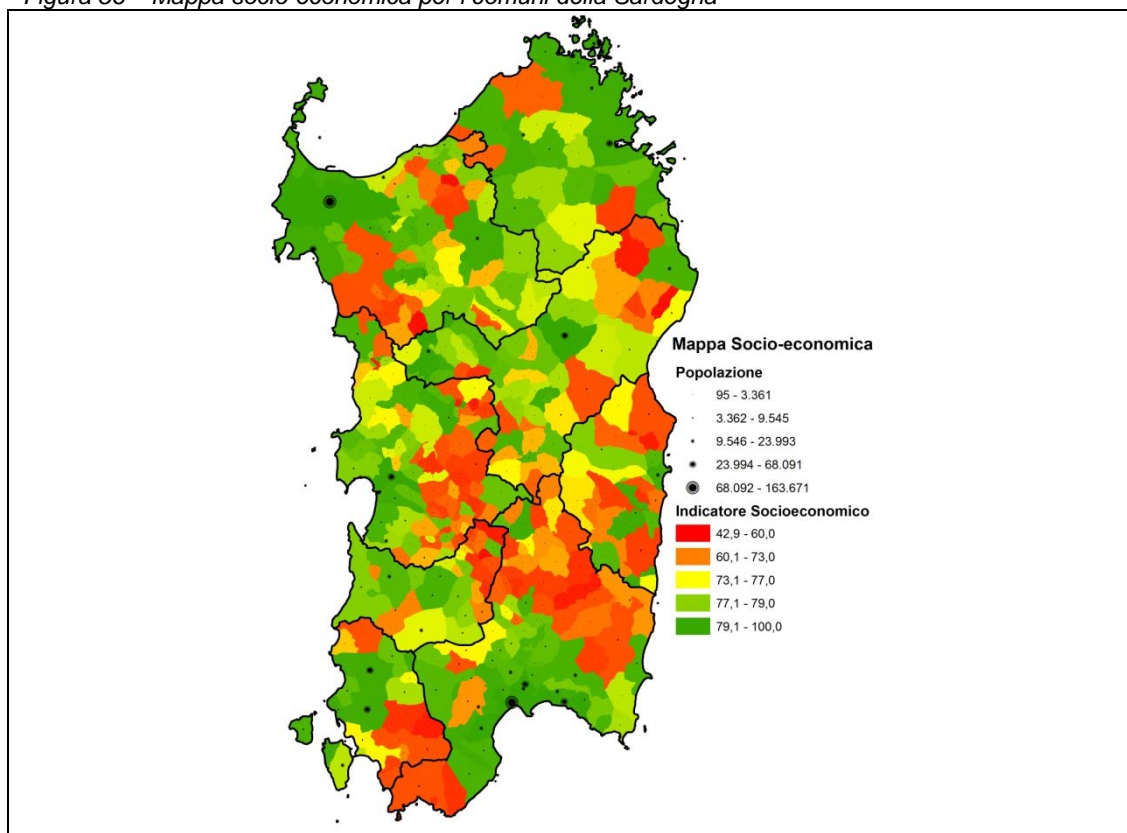 Figura 36 – Mappa socio-economica per i comuni della Sardegna
Mappa Socio-economica
Popolazione
95 - 3.361
3.362 - 9.545
9.546 - 23.993
23.994 - 68.091
68.092 - 163.671
Indicatore Socioeconomico
42,9 - 60,0
60,1 - 73,0
73,1 - 77,0
77,1 - 79,0
79,1 - 100,0